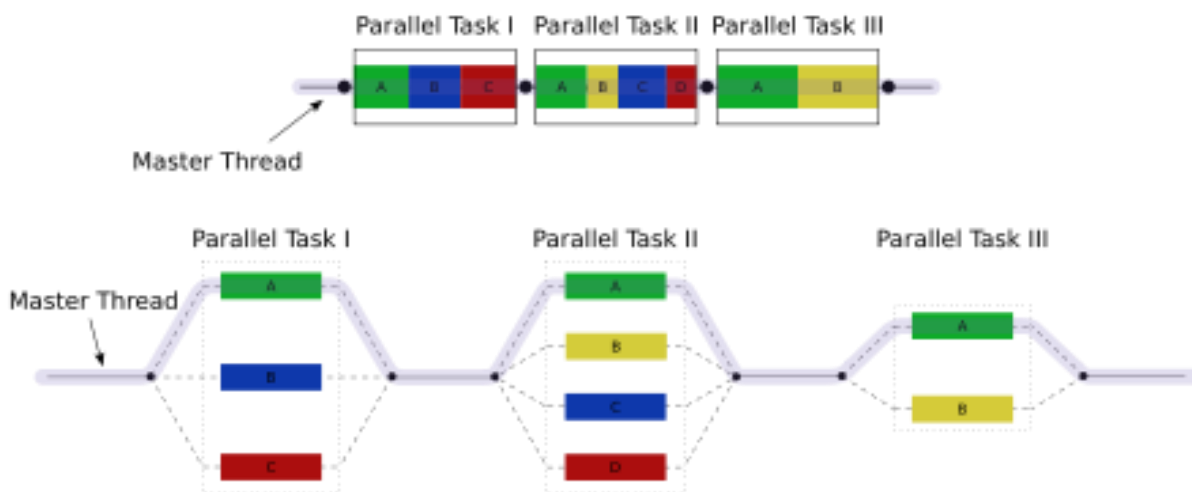 Parallel Task I Parallel Task II Parallel Task III
A B C A B C D A B
Master Thread
Parallel Task I Parallel Task II Parallel Task III
A A
Master Thread
A
B
B
C
B
C D